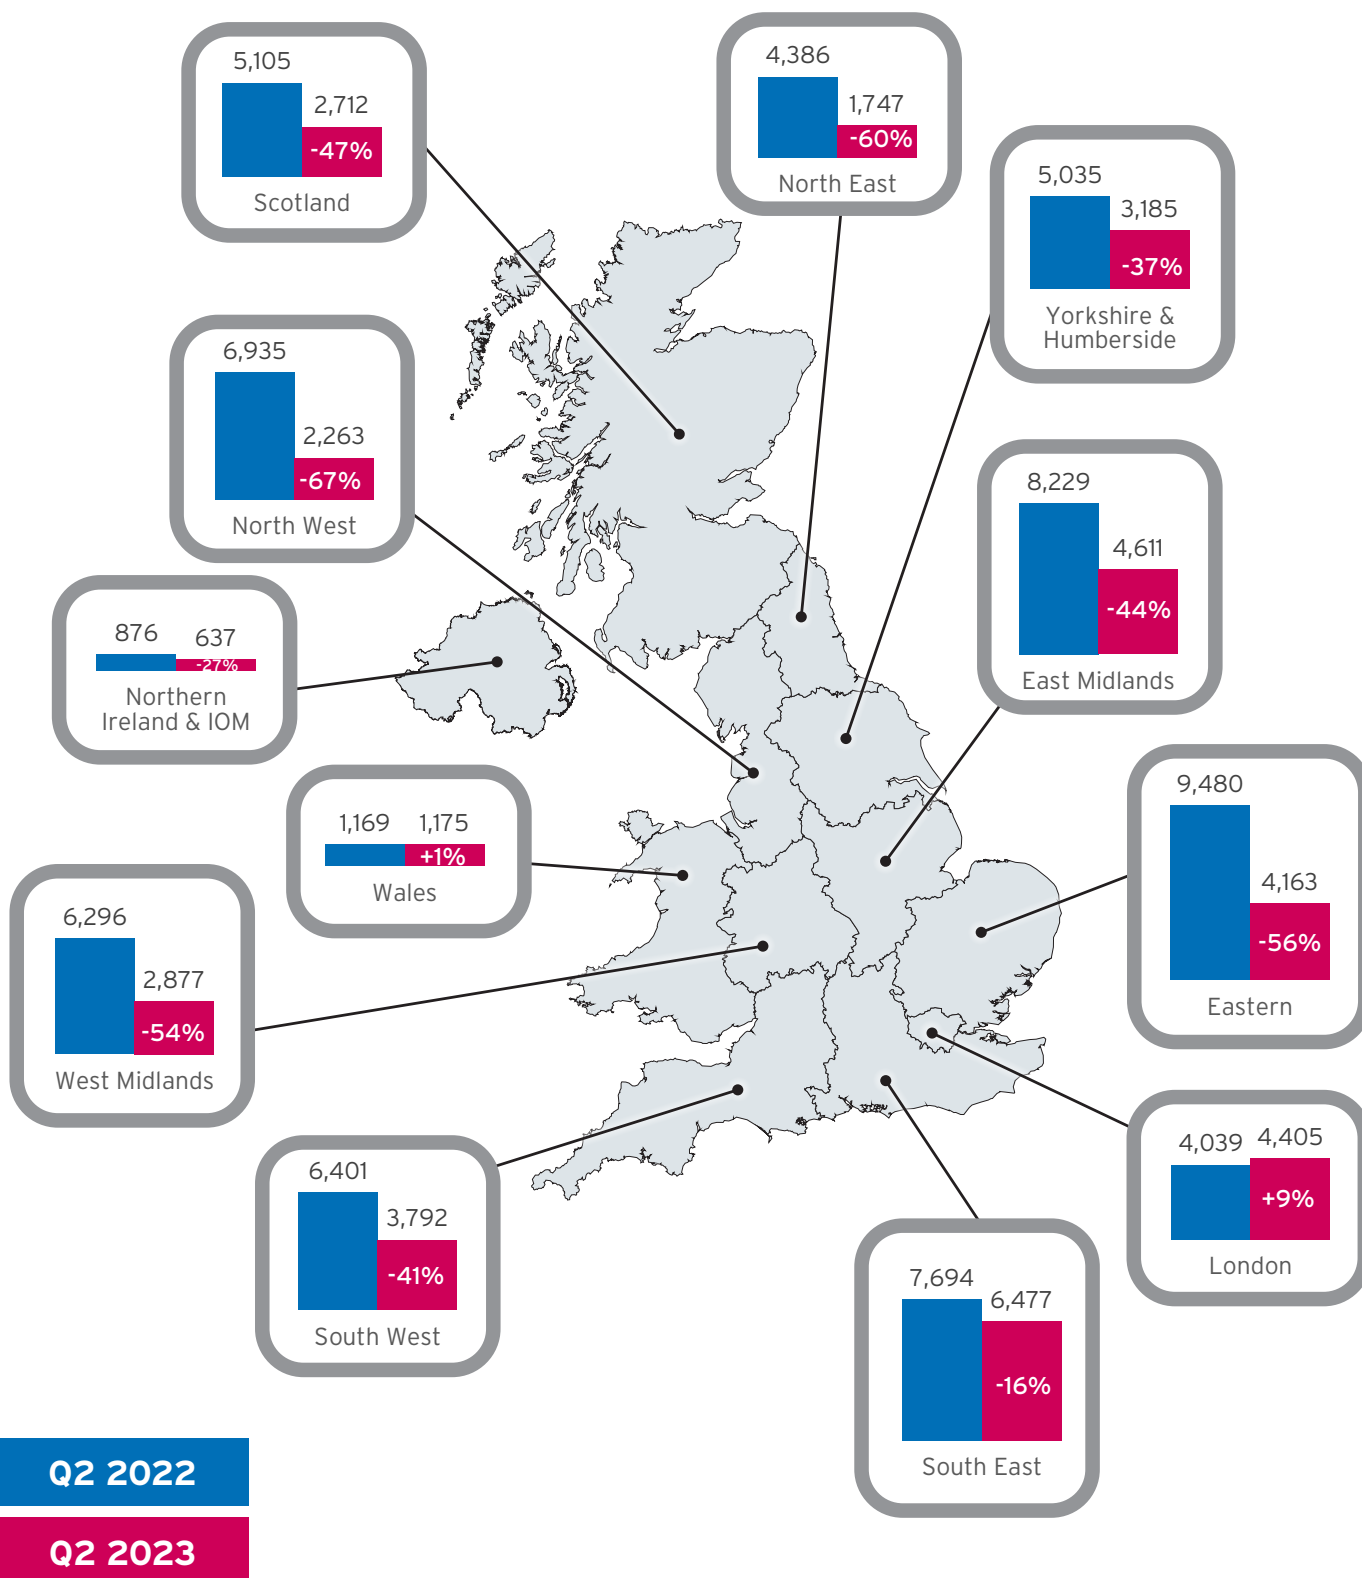 5,105
2,712
-47%
Scotland
4,386
1,747
-60%
North East
5,035
3,185
-37%
Yorkshire &
Humberside
6,935
2,263
-67%
North West
8,229
4,611
-44%
East Midlands
876
637
-27%
Northern
Ireland & IOM
1,169
1,175
+1%
Wales
9,480
4,163
-56%
Eastern
6,296
2,877
-54%
West Midlands
4,039
4,405
+9%
London
6,401
3,792
-41%
South West
7,694
6,477
-16%
South East
Q2 2022
Q2 2023